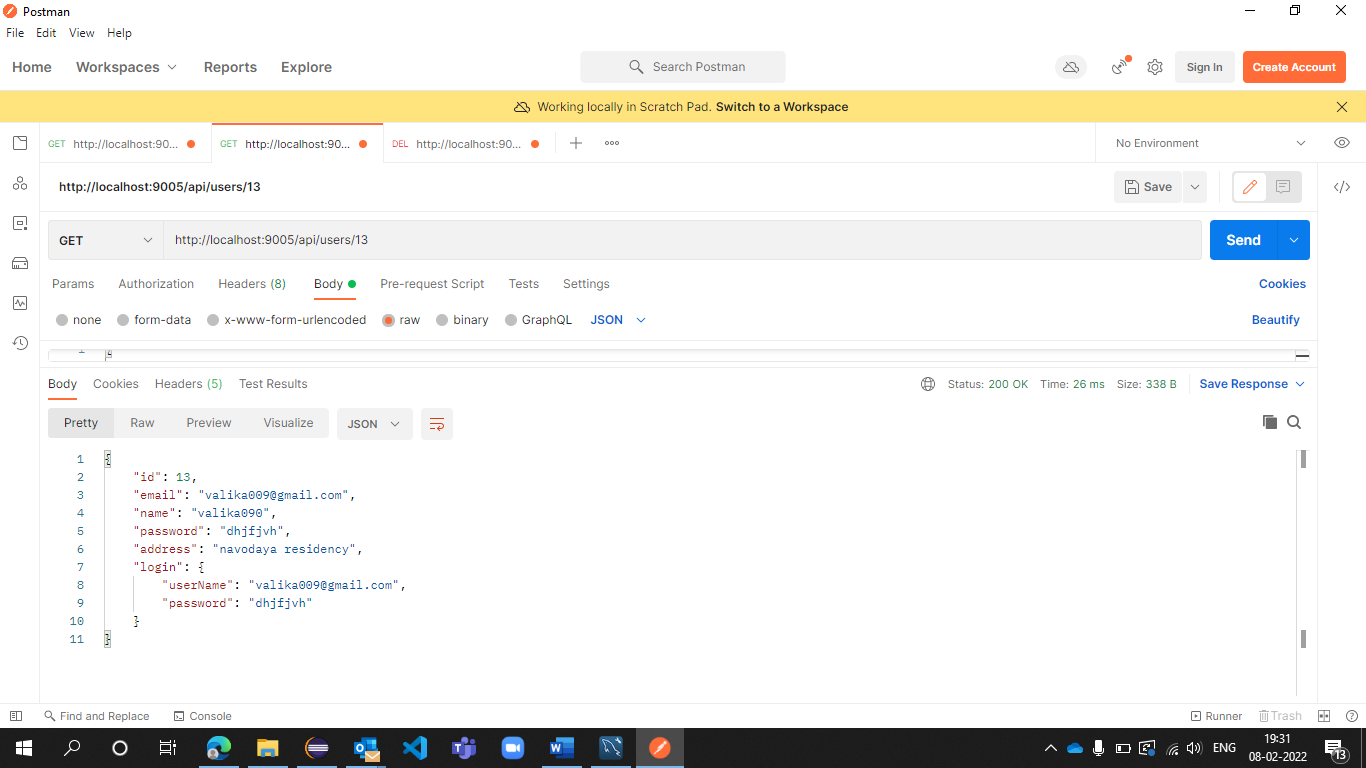 Postman
File Edit View Help
Home Workspaces Reports Explore Search Postman Sign In Create Account
Working locally in Scratch Pad. Switch to a Workspace
GET http://localhost:90... GET http://localhost:90... DEL http://localhost:90... No Environment
http://localhost:9005/api/users/13 Save
GET http://localhost:9005/api/users/13 Send
Params Authorization Headers (8) Body Pre-request Script Tests Settings Cookies
none form-data x-www-form-urlencoded raw binary GraphQL JSON Beautify
Body Cookies Headers (5) Test Results Status: 200 OK Time: 26 ms Size: 338 B Save Response
Pretty Raw Preview Visualize JSON
1 {
2 "id": 13,
3 "email": "valika009@gmail.com",
4 "name": "valika090",
5 "password": "dhjfjvh",
6 "address": "navodaya residency",
7 "login": {
8 "userName": "valika009@gmail.com",
9 "password": "dhjfjvh"
10 }
11 }
Find and Replace Console Runner Trash
ENG 19:31
08-02-2022 13